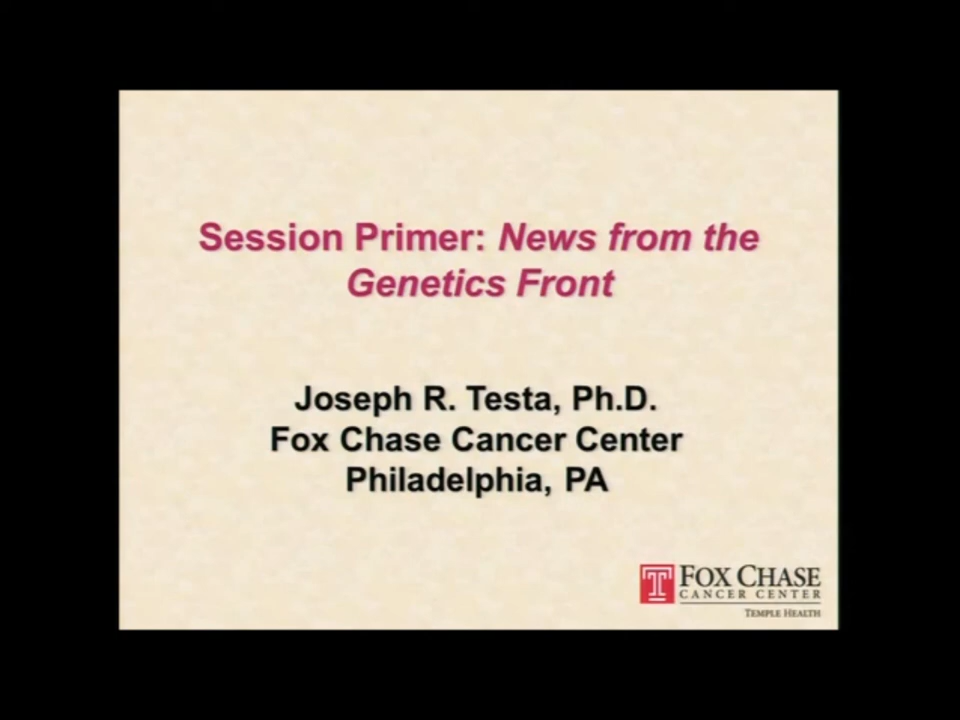 Session Primer: News from the
Genetics Front
Joseph R. Testa, Ph.D.
Fox Chase Cancer Center
Philadelphia, PA
T
FOX CHASE
CANCER CENTER
TEMPLE HEALTH